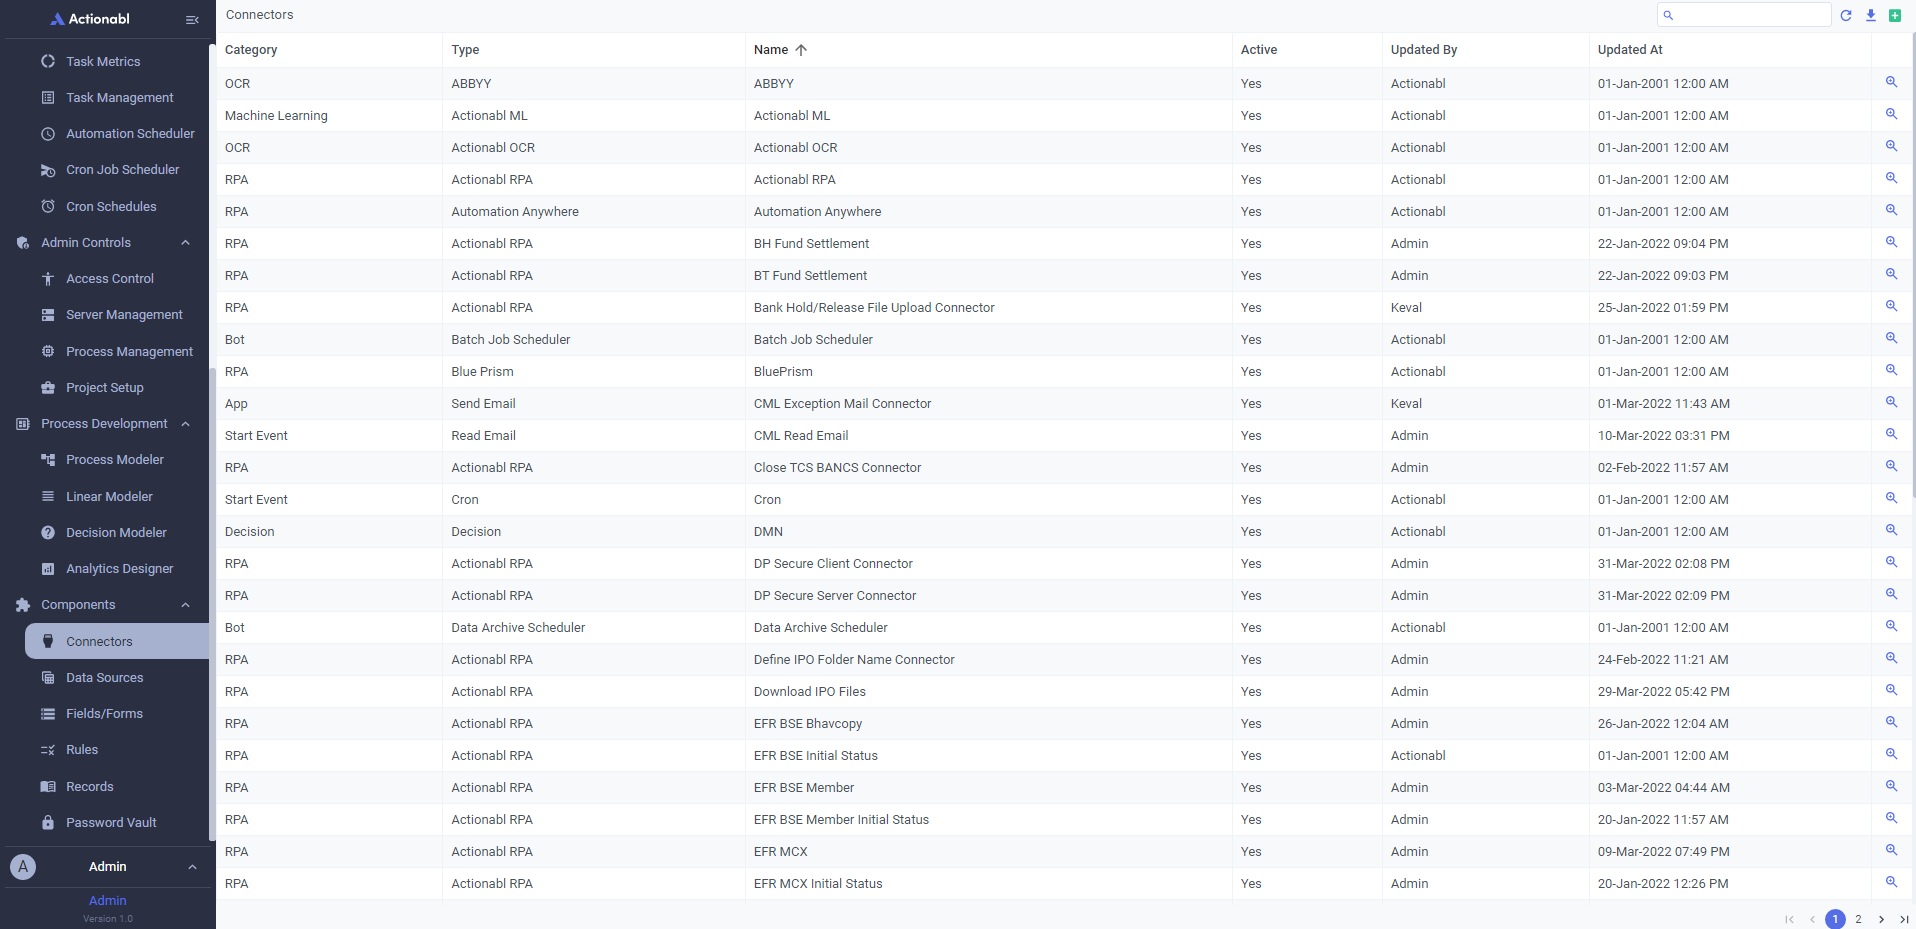 Actionabl
Task Metrics
Task Management
Automation Scheduler
Cron Job Scheduler
Cron Schedules
Admin Controls
Access Control
Server Management
Process Management
Project Setup
Process Development
Process Modeler
Linear Modeler
Decision Modeler
Analytics Designer
Components
Connectors
Data Sources
Fields/Forms
Rules
Records
Password Vault
A Admin
Admin
Version 1.0
Connectors
Category Type Name Active Updated By Updated At
OCR ABBYY ABBYY Yes Actionabl 01-Jan-2001 12:00 AM
Machine Learning Actionabl ML Actionabl ML Yes Actionabl 01-Jan-2001 12:00 AM
OCR Actionabl OCR Actionabl OCR Yes Actionabl 01-Jan-2001 12:00 AM
RPA Actionabl RPA Actionabl RPA Yes Actionabl 01-Jan-2001 12:00 AM
RPA Automation Anywhere Automation Anywhere Yes Actionabl 01-Jan-2001 12:00 AM
RPA Actionabl RPA BH Fund Settlement Yes Admin 22-Jan-2022 09:04 PM
RPA Actionabl RPA BT Fund Settlement Yes Admin 22-Jan-2022 09:03 PM
RPA Actionabl RPA Bank Hold/Release File Upload Connector Yes Keval 25-Jan-2022 01:59 PM
Bot Batch Job Scheduler Batch Job Scheduler Yes Actionabl 01-Jan-2001 12:00 AM
RPA Blue Prism BluePrism Yes Actionabl 01-Jan-2001 12:00 AM
App Send Email CML Exception Mail Connector Yes Keval 01-Mar-2022 11:43 AM
Start Event Read Email CML Read Email Yes Admin 10-Mar-2022 03:31 PM
RPA Actionabl RPA Close TCS BANCS Connector Yes Admin 02-Feb-2022 11:57 AM
Start Event Cron Cron Yes Actionabl 01-Jan-2001 12:00 AM
Decision Decision DMN Yes Actionabl 01-Jan-2001 12:00 AM
RPA Actionabl RPA DP Secure Client Connector Yes Admin 31-Mar-2022 02:08 PM
RPA Actionabl RPA DP Secure Server Connector Yes Admin 31-Mar-2022 02:09 PM
Bot Data Archive Scheduler Data Archive Scheduler Yes Actionabl 01-Jan-2001 12:00 AM
RPA Actionabl RPA Define IPO Folder Name Connector Yes Admin 24-Feb-2022 11:21 AM
RPA Actionabl RPA Download IPO Files Yes Admin 29-Mar-2022 05:42 PM
RPA Actionabl RPA EFR BSE Bhavcopy Yes Admin 26-Jan-2022 12:04 AM
RPA Actionabl RPA EFR BSE Initial Status Yes Actionabl 01-Jan-2001 12:00 AM
RPA Actionabl RPA EFR BSE Member Yes Admin 03-Mar-2022 04:44 AM
RPA Actionabl RPA EFR BSE Member Initial Status Yes Admin 20-Jan-2022 11:57 AM
RPA Actionabl RPA EFR MCX Yes Admin 09-Mar-2022 07:49 PM
RPA Actionabl RPA EFR MCX Initial Status Yes Admin 20-Jan-2022 12:26 PM
1 2